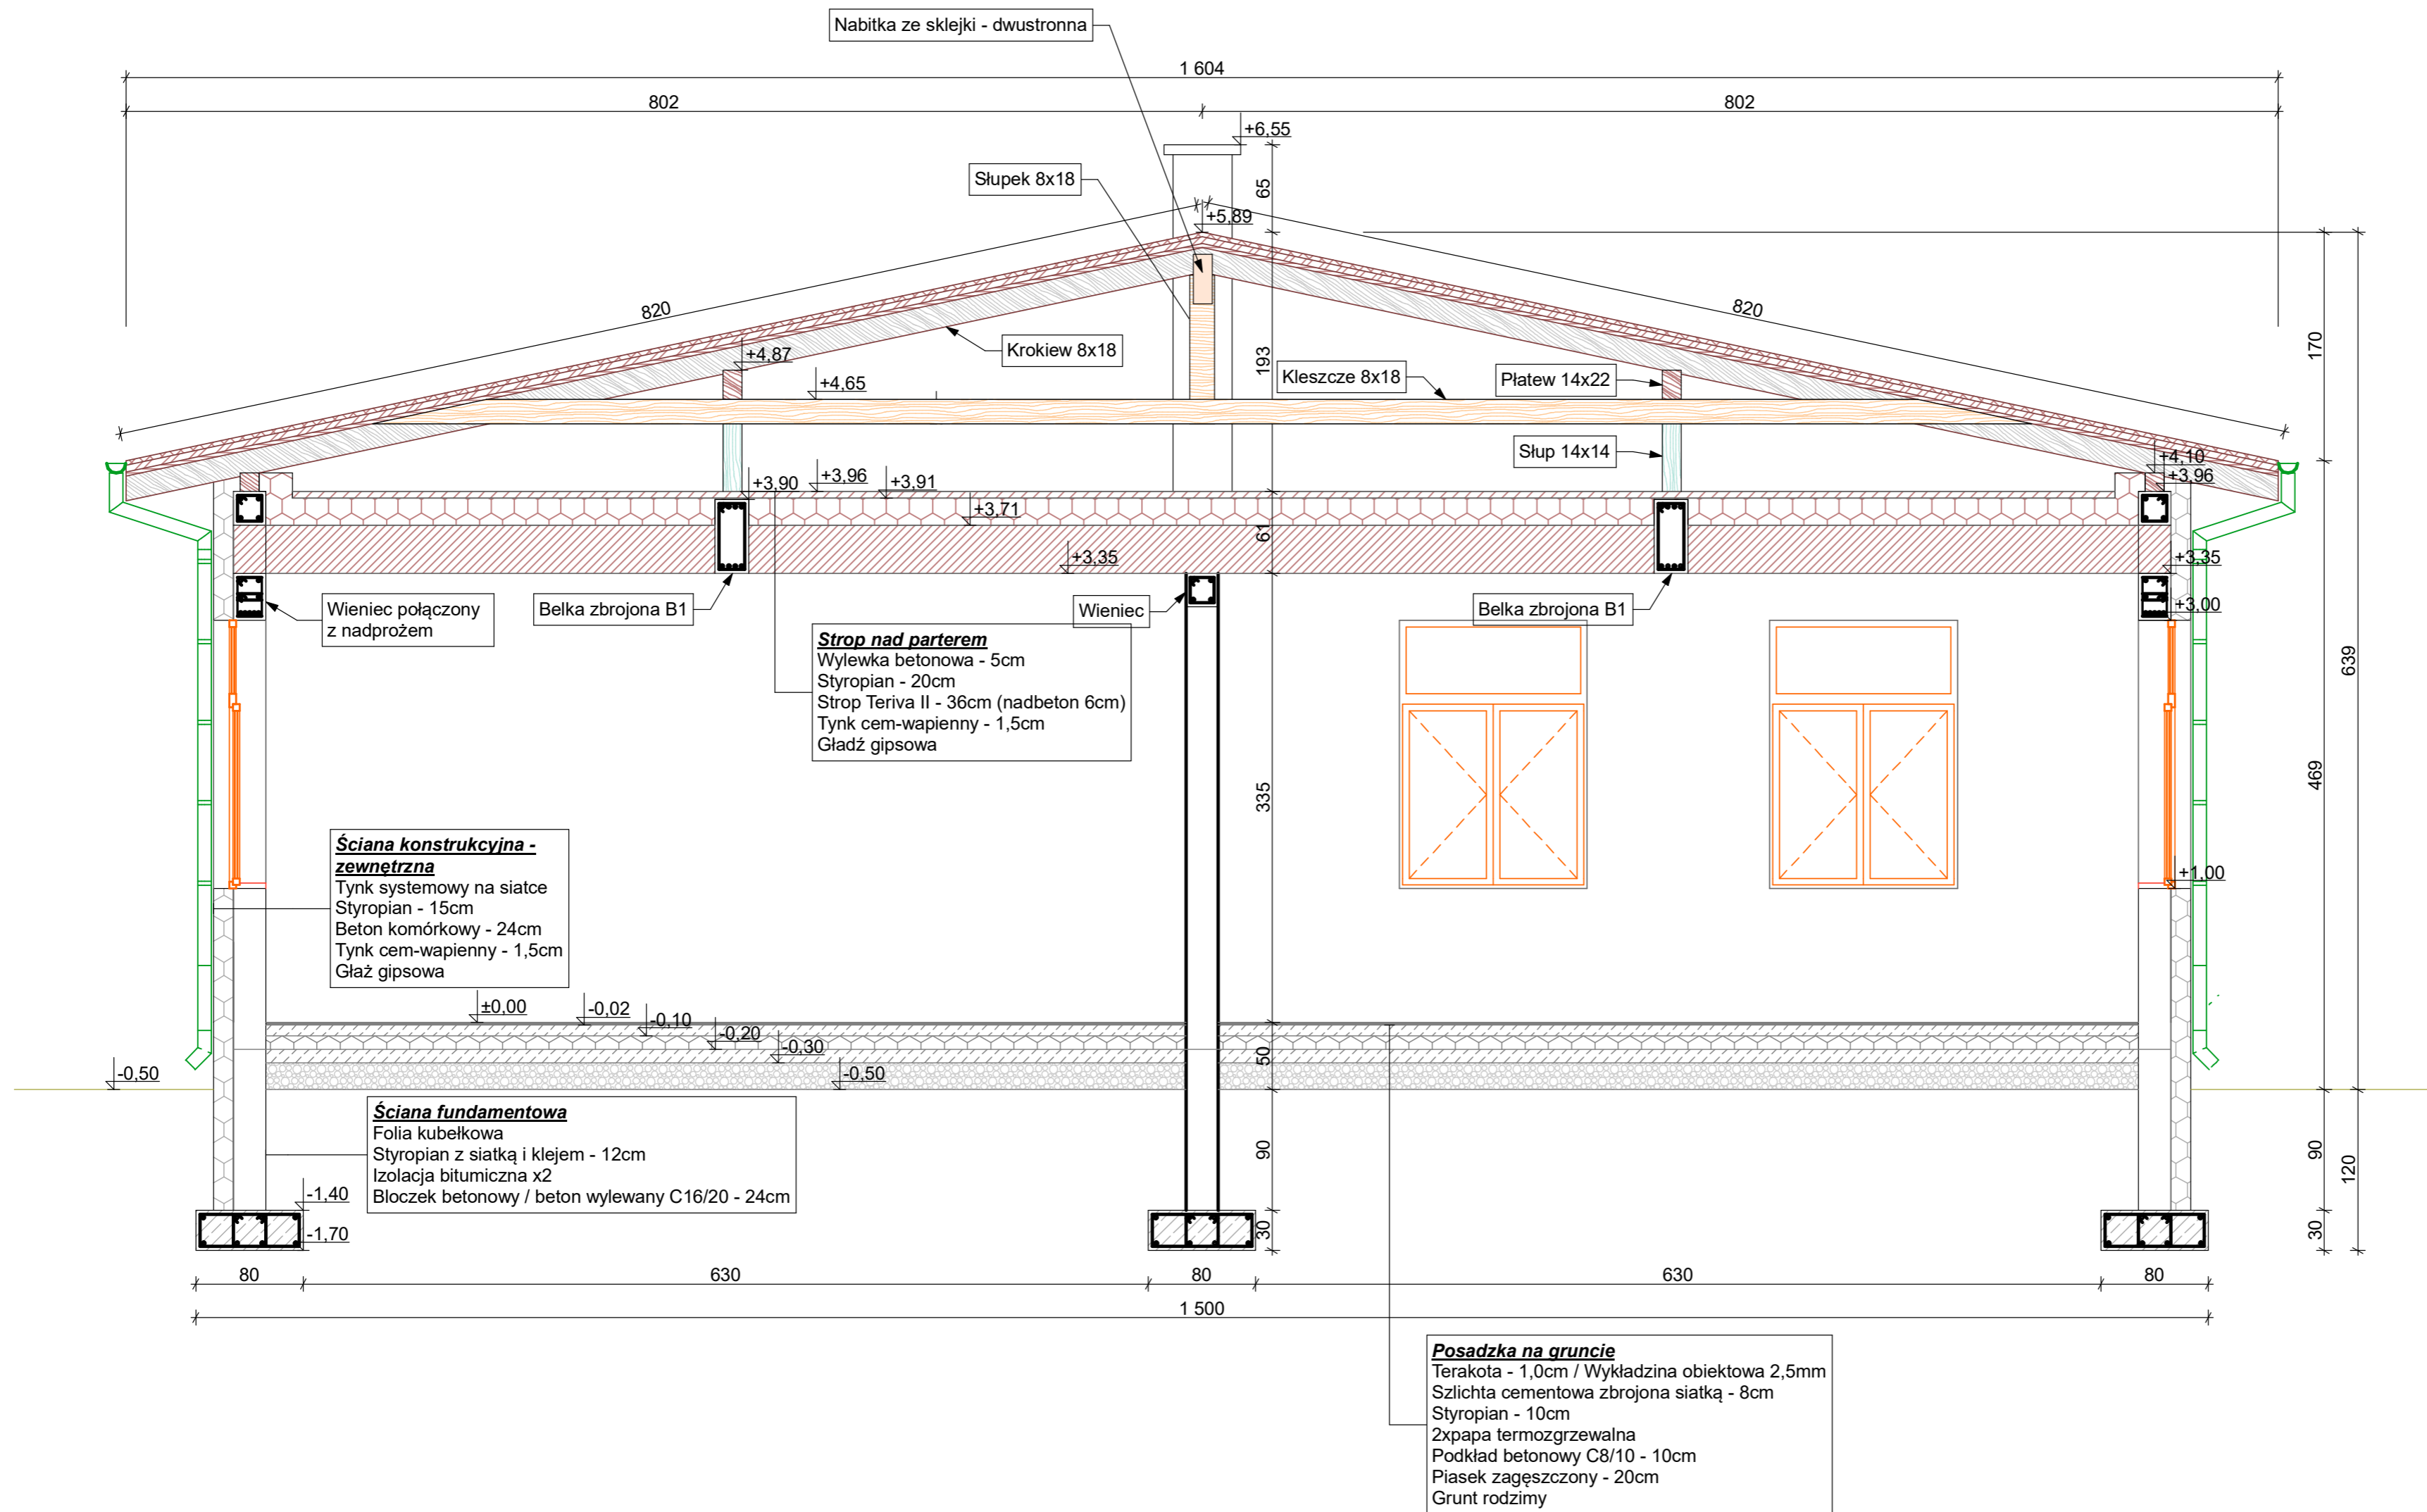 Nabitka ze sklejki - dwustronna
1 604
802
802
+6,55
Słupek 8x18
65
+5,89
820
820
Krokiew 8x18
193
170
+4,87
+4,65
Kleszcze 8x18
Płatew 14x22
Słup 14x14
+4,10
+3,96
+3,90
+3,96
+3,91
+3,71
61
+3,35
+3,35
+3,00
Wieniec połączony
z nadprożem
Belka zbrojona B1
Wieniec
Belka zbrojona B1
Strop nad parterem
Wylewka betonowa - 5cm
Styropian - 20cm
Strop Teriva II - 36cm (nadbeton 6cm)
Tynk cem-wapienny - 1,5cm
Gładź gipsowa
639
469
335
Ściana konstrukcyjna -
zewnętrzna
Tynk systemowy na siatce
Styropian - 15cm
Beton komórkowy - 24cm
Tynk cem-wapienny - 1,5cm
Głaż gipsowa
+1,00
±0,00
-0,02
-0,10
-0,20
-0,30
-0,50
-0,50
50
Ściana fundamentowa
Folia kubełkowa
Styropian z siatką i klejem - 12cm
Izolacja bitumiczna x2
Bloczek betonowy / beton wylewany C16/20 - 24cm
90
90
120
-1,40
-1,70
30
30
80
630
80
630
80
1 500
Posadzka na gruncie
Terakota - 1,0cm / Wykładzina obiektowa 2,5mm
Szlichta cementowa zbrojona siatką - 8cm
Styropian - 10cm
2xpapa termozgrzewalna
Podkład betonowy C8/10 - 10cm
Piasek zagęszczony - 20cm
Grunt rodzimy